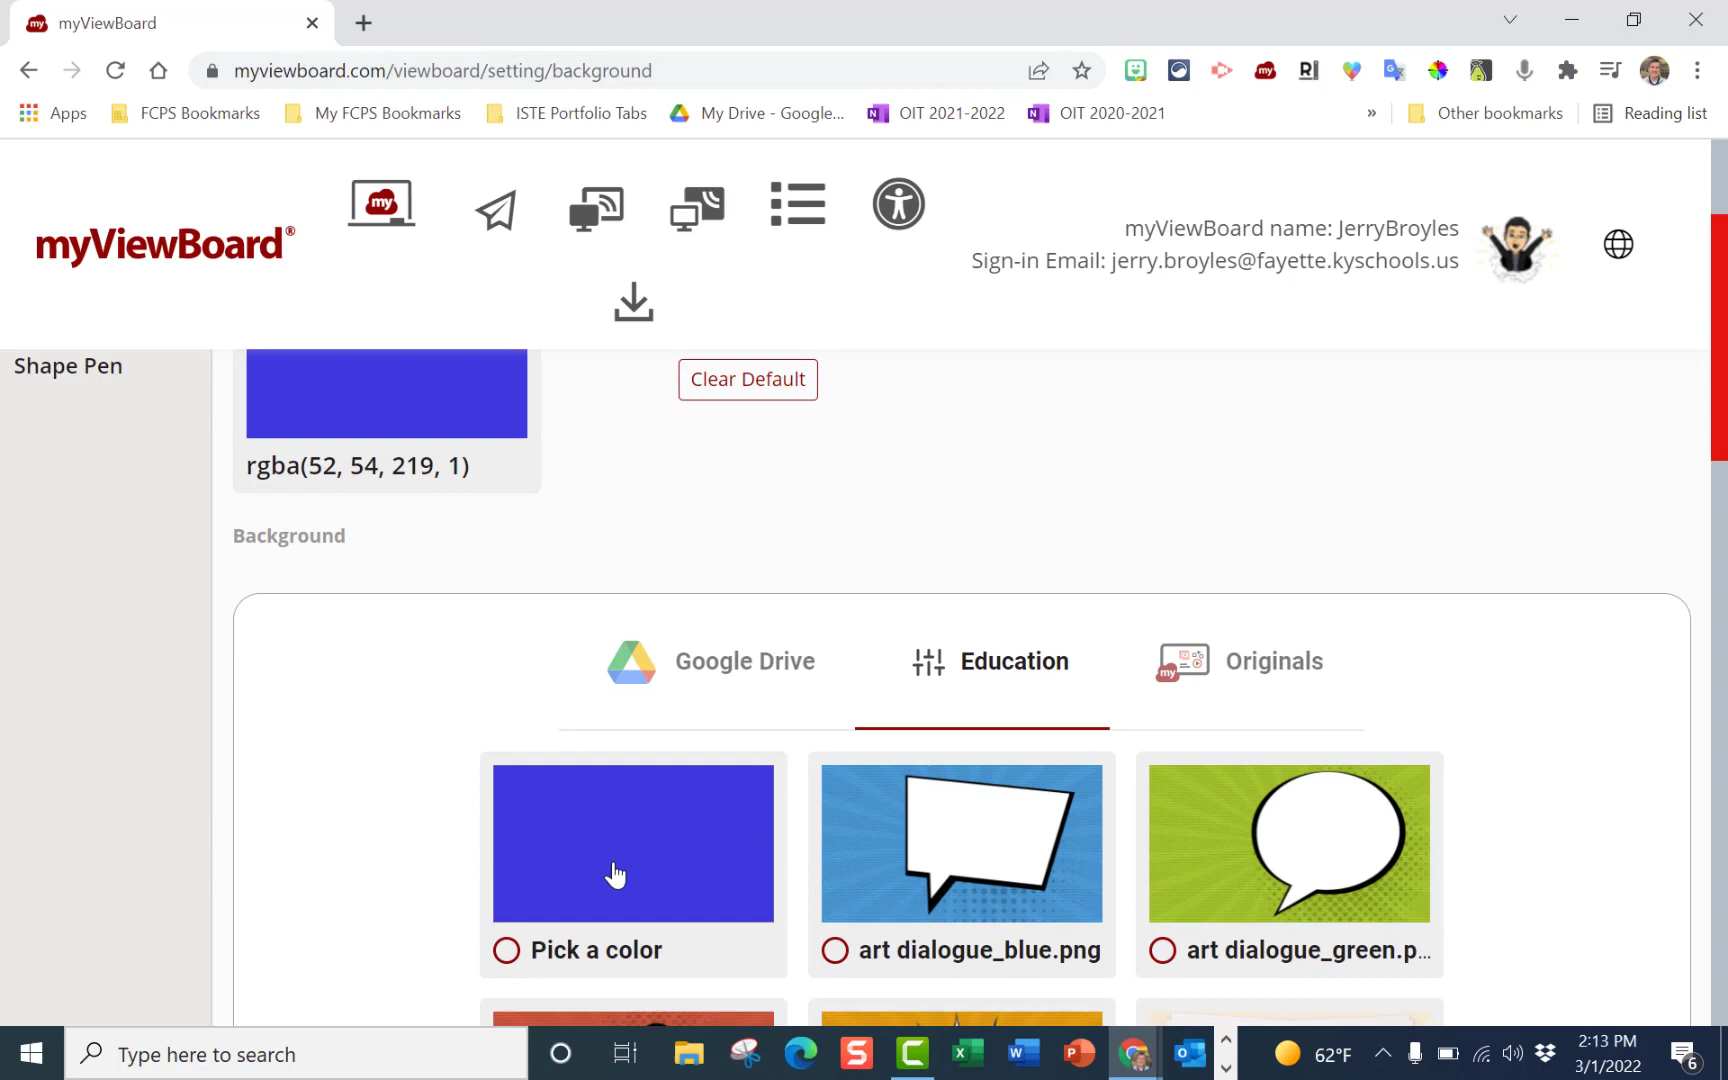 my myViewBoard
myviewboard.com/viewboard/setting/background
Apps FCPS Bookmarks My FCPS Bookmarks ISTE Portfolio Tabs My Drive - Google... OIT 2021-2022 OIT 2020-2021 » Other bookmarks Reading list
my
myViewBoard®
myViewBoard name: JerryBroyles
Sign-in Email: jerry.broyles@fayette.kyschools.us
Shape Pen
Clear Default
rgba(52, 54, 219, 1)
Background
Google Drive
Education
my Originals
Pick a color
art dialogue_blue.png
art dialogue_green.p...
Type here to search
62°F
2:13 PM
3/1/2022
6